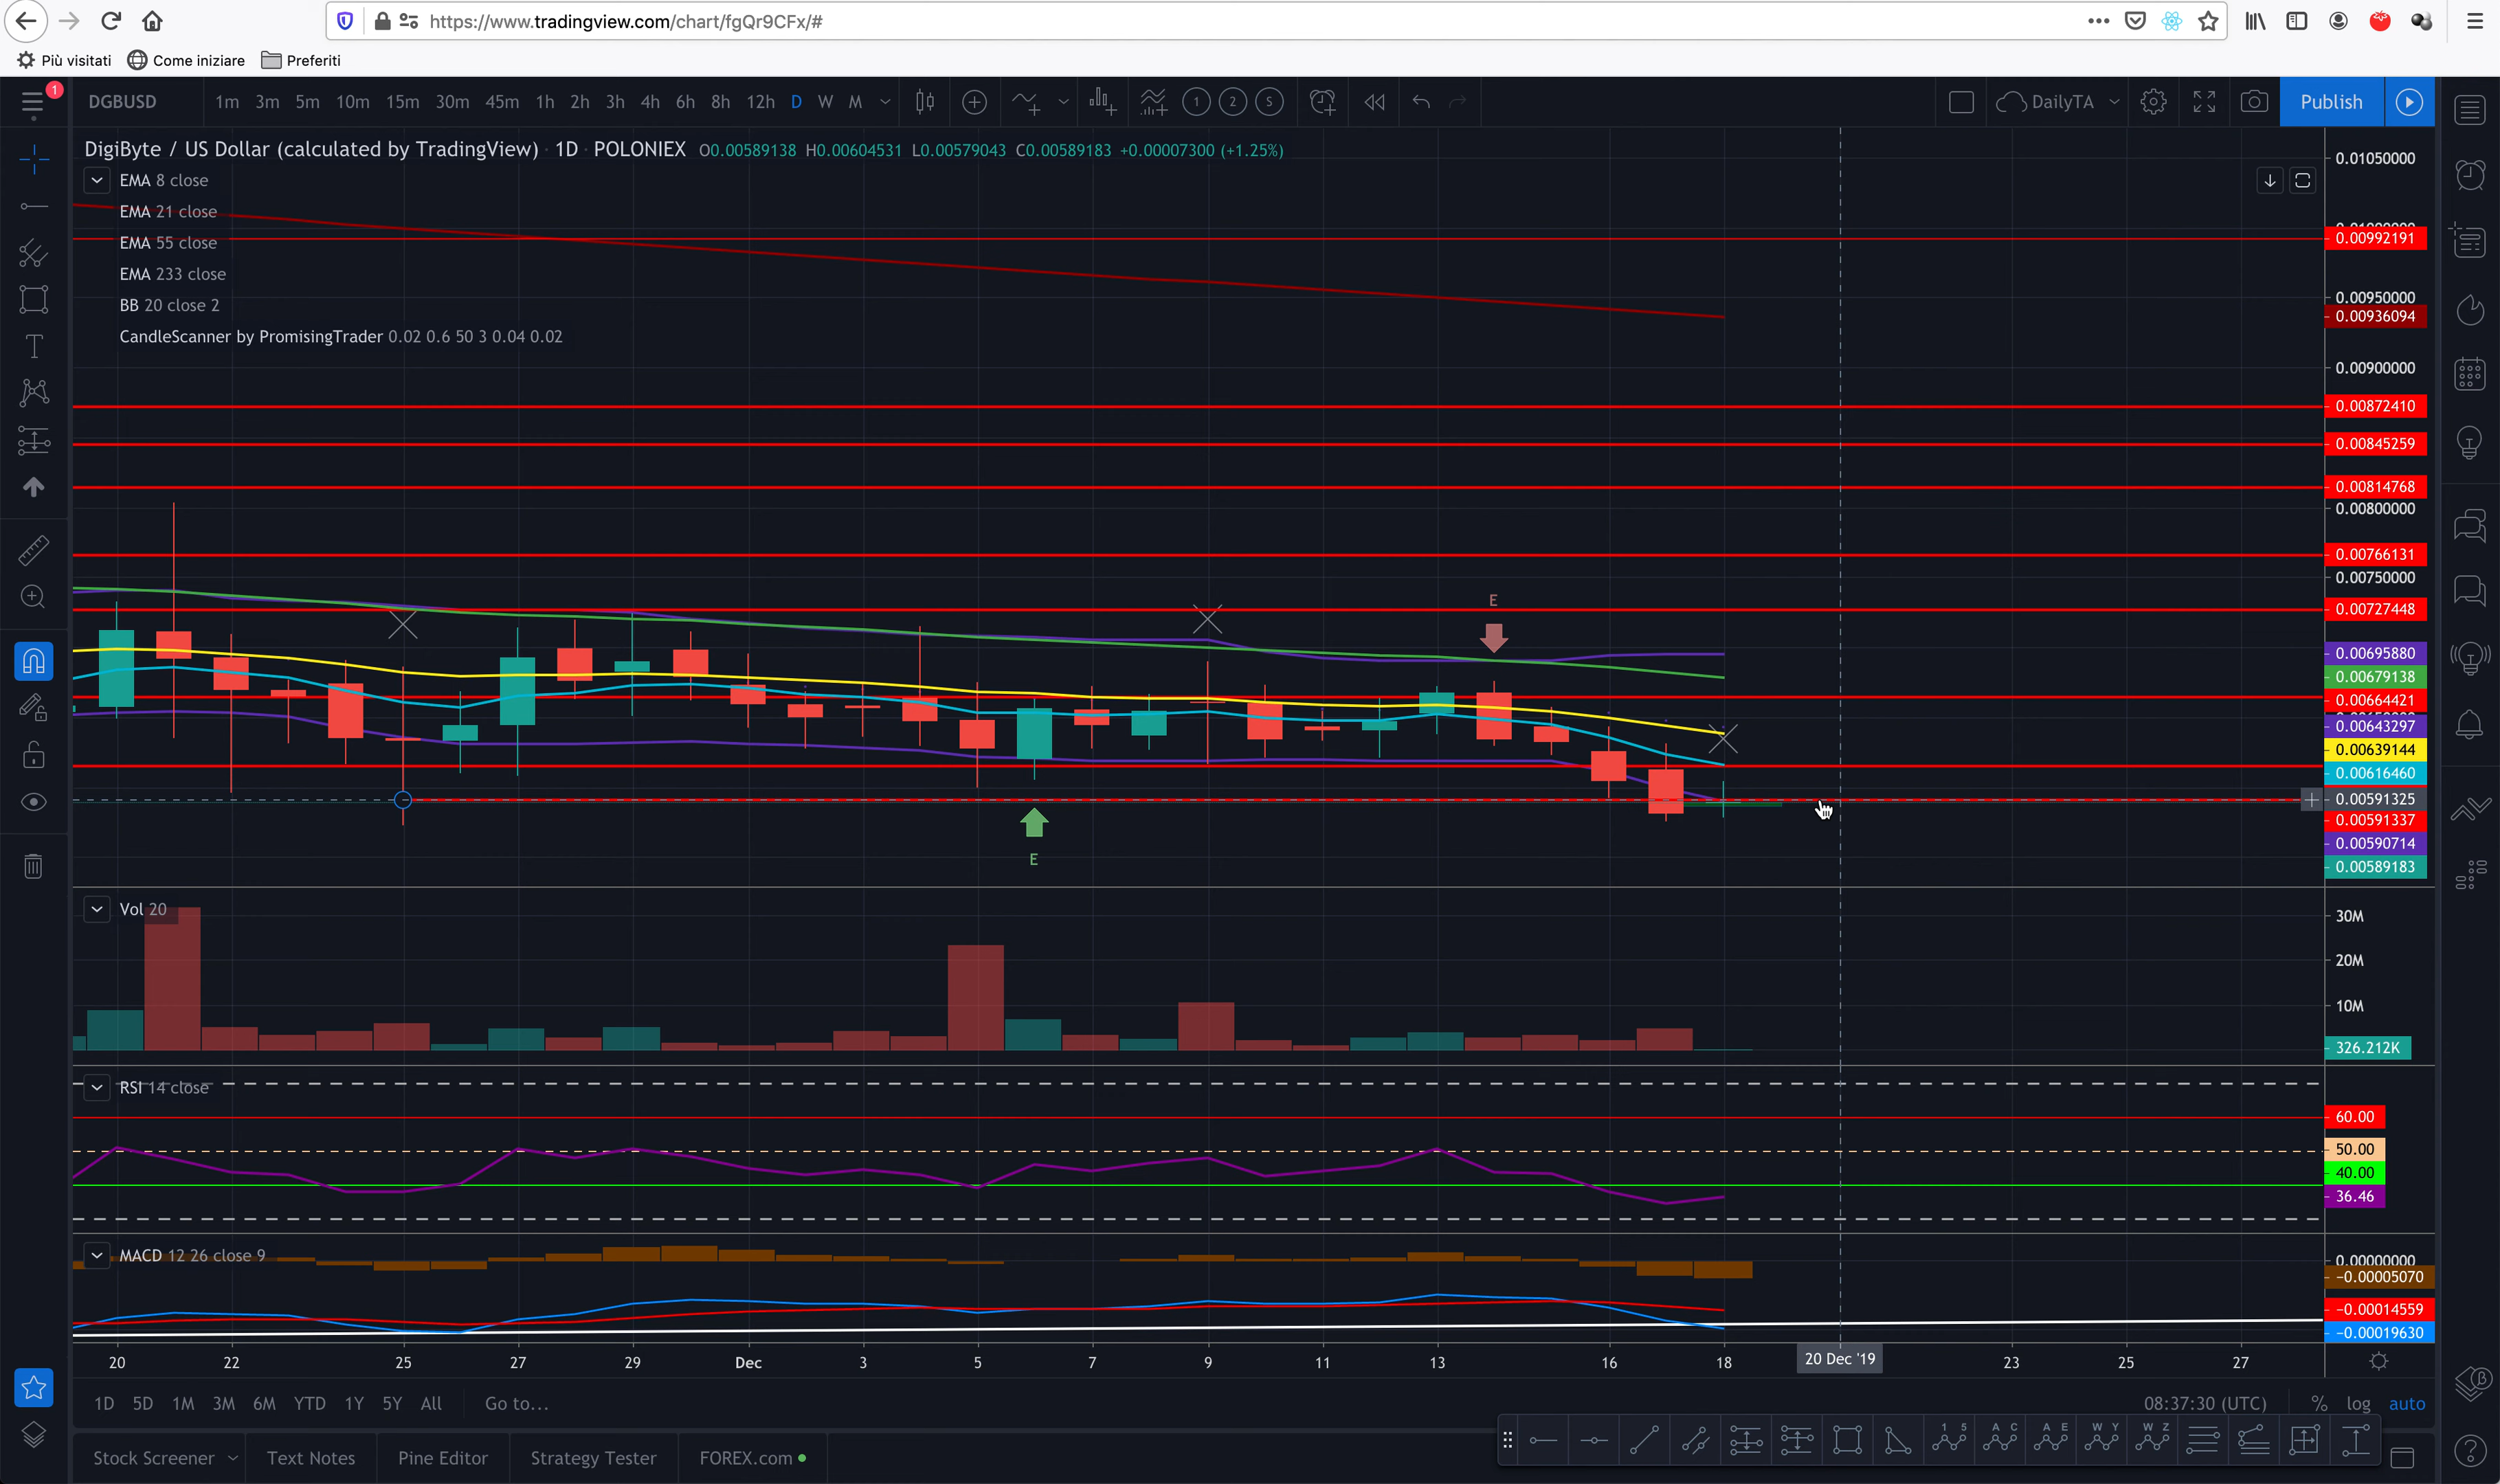 https://www.tradingview.com/chart/fgQr9CFx/#
Più visitati Come iniziare Preferiti
1
DGBUSD 1m 3m 5m 10m 15m 30m 45m 1h 2h 3h 4h 6h 8h 12h D W M 1 2 S DailyTA Publish
DigiByte / US Dollar (calculated by TradingView) 1D POLONIEX O0.00589138 H0.00604531 L0.00579043 C0.00589183 +0.00007300 (+1.25%)
EMA 8 close
EMA 21 close
EMA 55 close
EMA 233 close
BB 20 close 2
CandleScanner by PromisingTrader 0.02 0.6 50 3 0.04 0.02
0.01050000
0.00992191
0.00950000
0.00936094
0.00900000
0.00872410
0.00845259
0.00814768
0.00800000
0.00766131
0.00750000
0.00727448
E
0.00695880
0.00679138
0.00664421
0.00643297
0.00639144
0.00616460
0.00591325
0.00591337
0.00590714
0.00589183
E
Vol 20
30M
20M
10M
326.212K
RSI 14 close
60.00
50.00
40.00
36.46
MACD 12 26 close 9
0.00000000
−0.00005070
−0.00014559
−0.00019630
20 22 25 27 29 Dec 3 5 7 9 11 13 16 18 20 Dec '19 23 25 27
1D 5D 1M 3M 6M YTD 1Y 5Y All Go to... 08:37:30 (UTC) % log auto
1 5 A C A E W Y W Z
Stock Screener Text Notes Pine Editor Strategy Tester FOREX.com